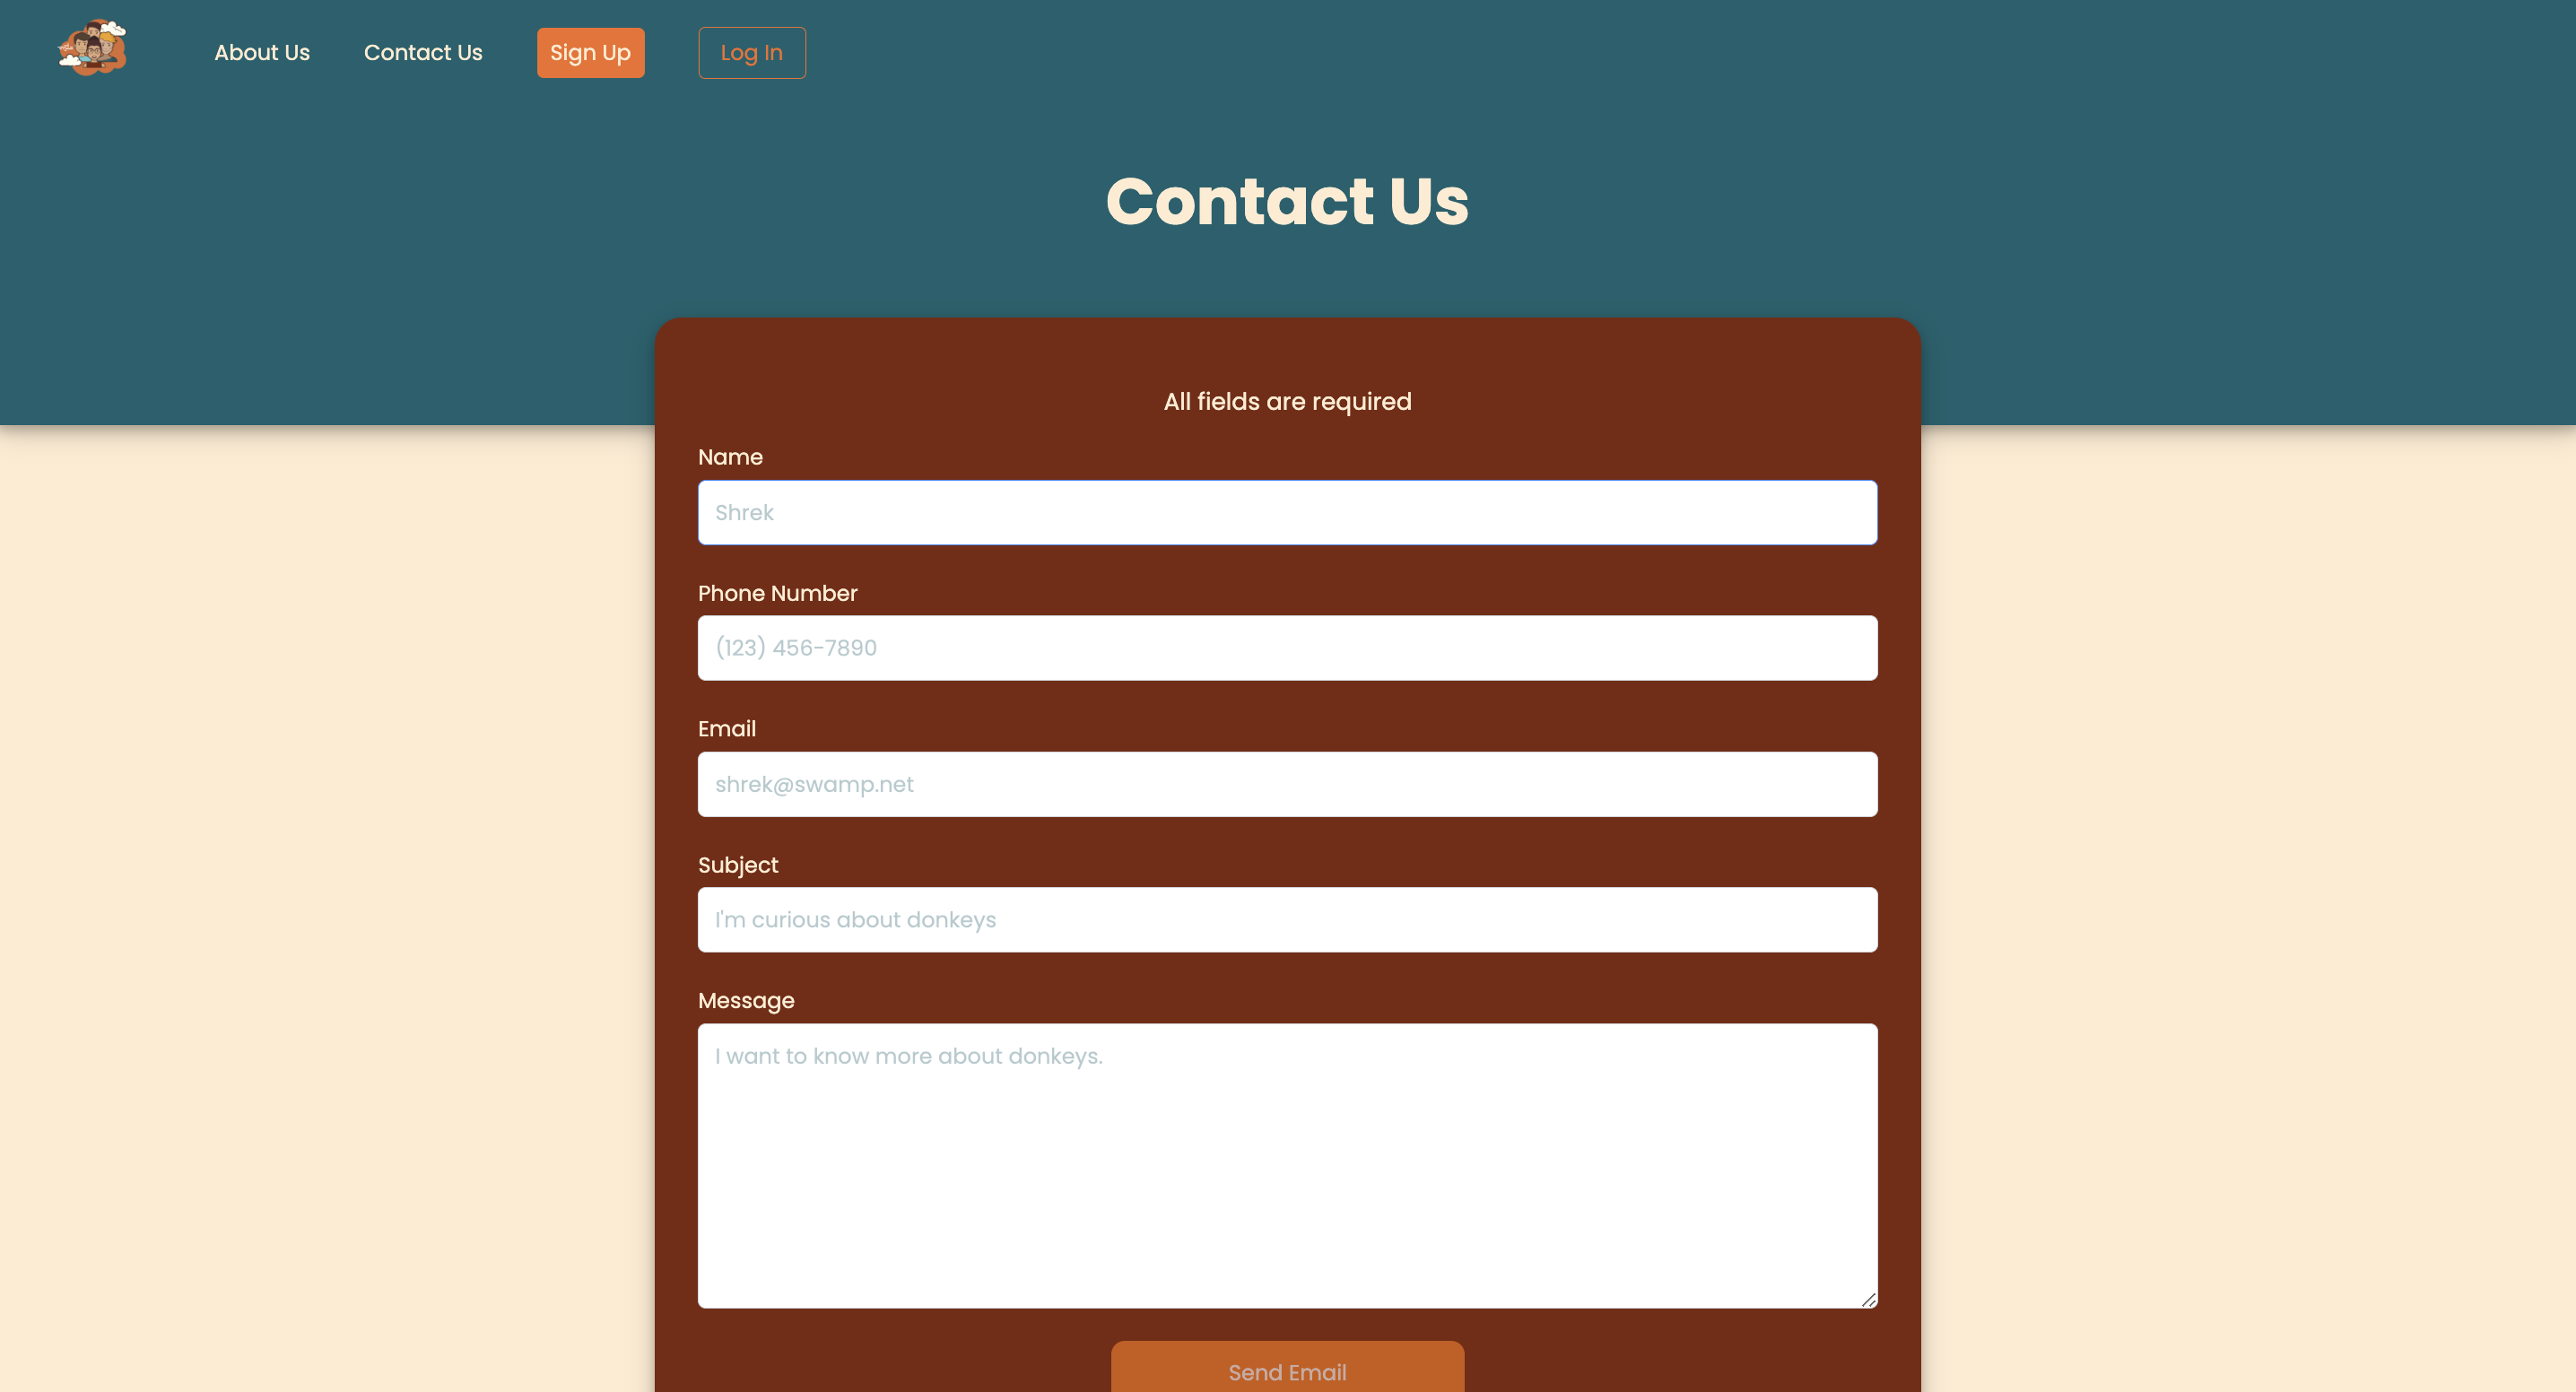 About Us
Contact Us
Sign Up
Log In
Contact Us
All fields are required
Name
Shrek
Phone Number
(123) 456-7890
Email
shrek@swamp.net
Subject
I'm curious about donkeys
Message
I want to know more about donkeys.
Send Email